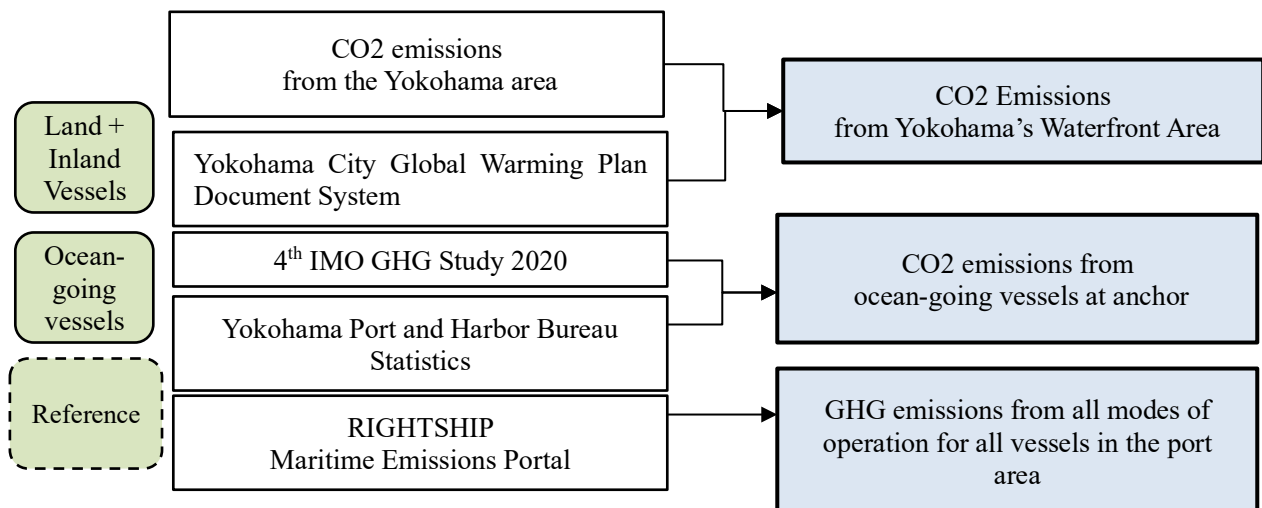 CO2 emissions
from the Yokohama area
Land +
Inland
Vessels
Yokohama City Global Warming Plan
Document System
CO2 Emissions
from Yokohama’s Waterfront Area
Ocean-
going
vessels
4th IMO GHG Study 2020
Yokohama Port and Harbor Bureau
Statistics
CO2 emissions from
ocean-going vessels at anchor
Reference
RIGHTSHIP
Maritime Emissions Portal
GHG emissions from all modes of
operation for all vessels in the port
area